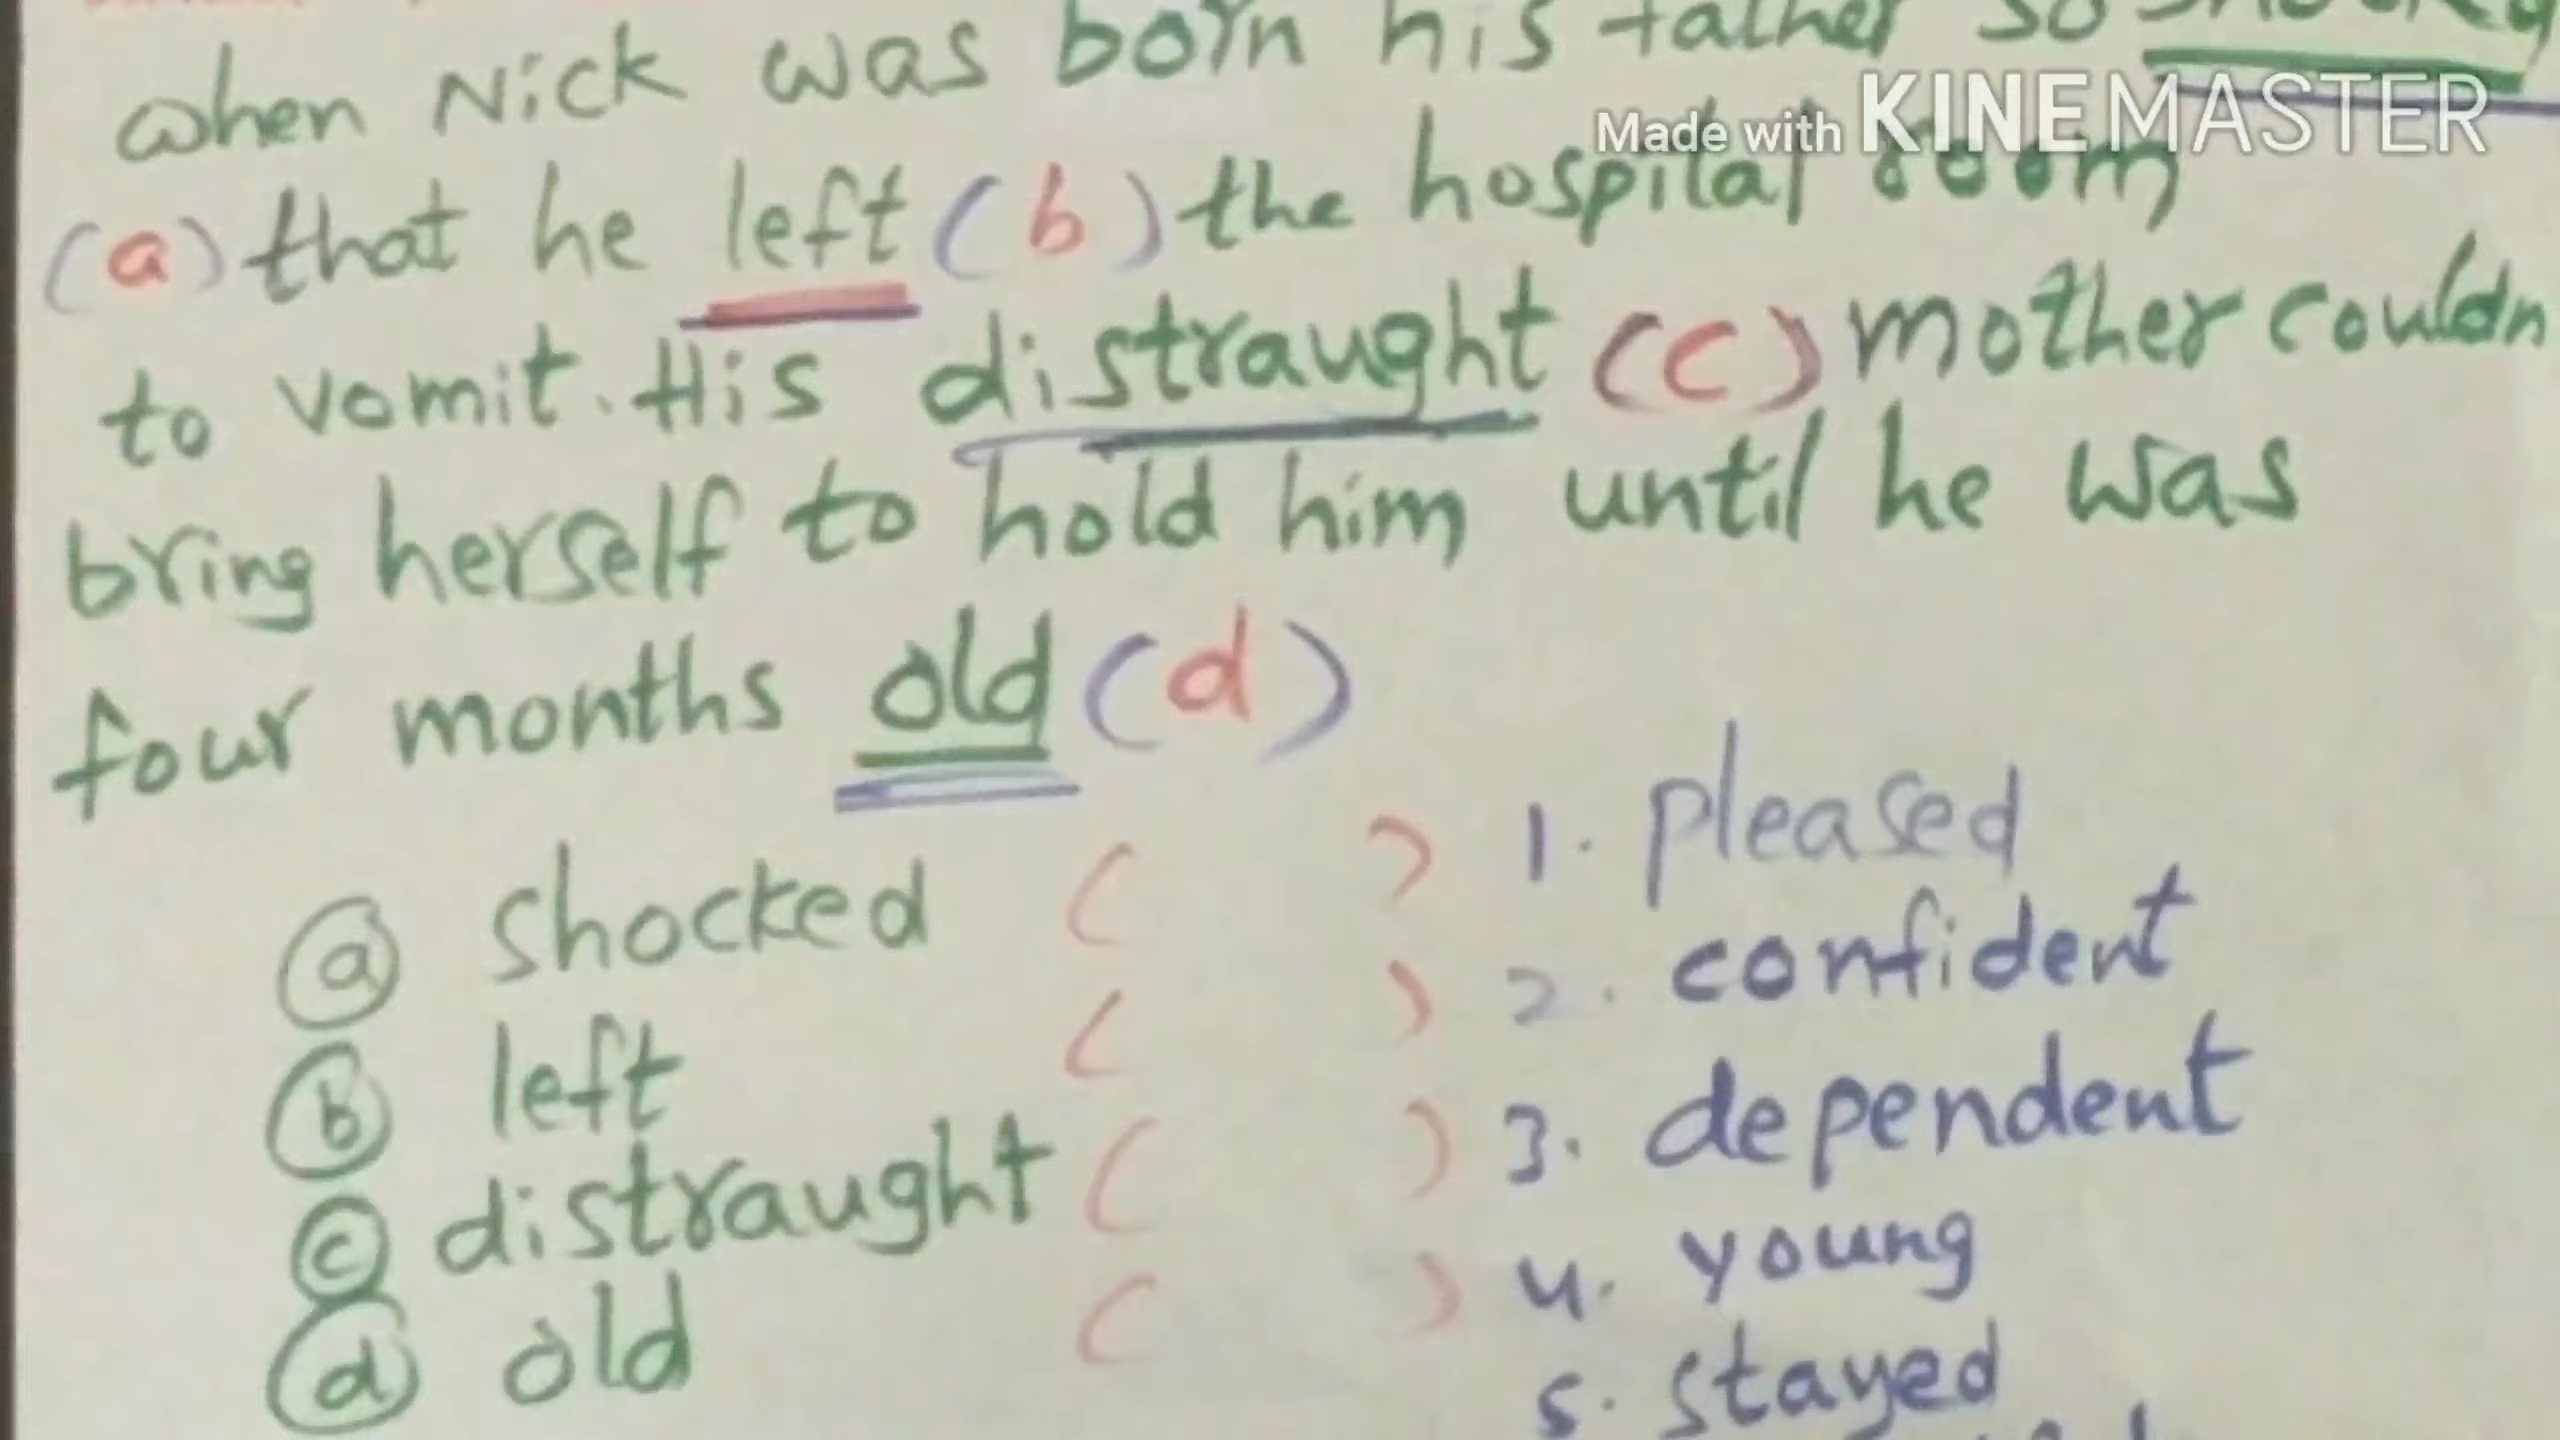 when Nick was born his father so
Made with KINEMASTER
(a) that he left (b) the hospital room
to vomit. His distraught (c) mother couldn
bring herself to hold him until he was
four months old (d)
a shocked ( ) 1. pleased
b left ( ) 2. confident
c distraught ( ) 3. dependent
d old ( ) 4. young
5. stayed